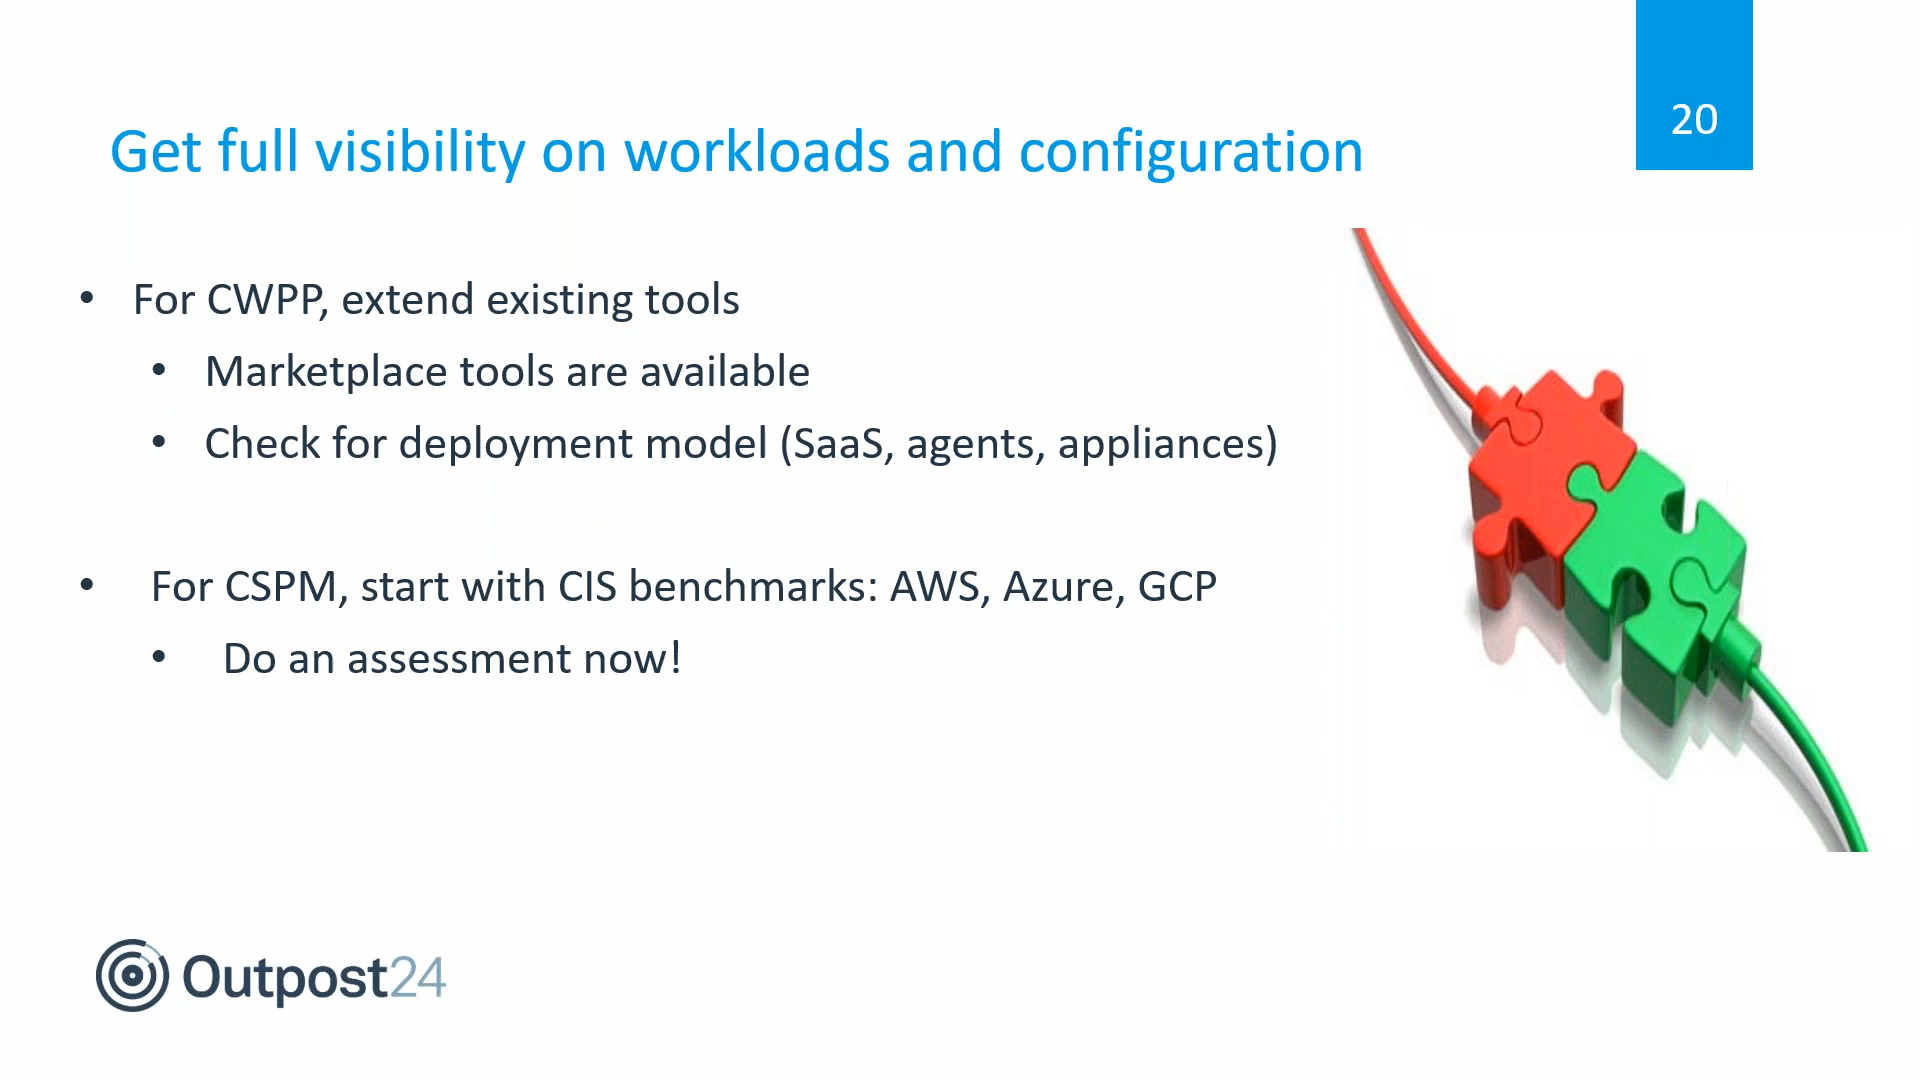 20
Get full visibility on workloads and configuration
• For CWPP, extend existing tools
• Marketplace tools are available
• Check for deployment model (SaaS, agents, appliances)
• For CSPM, start with CIS benchmarks: AWS, Azure, GCP
• Do an assessment now!
Outpost24